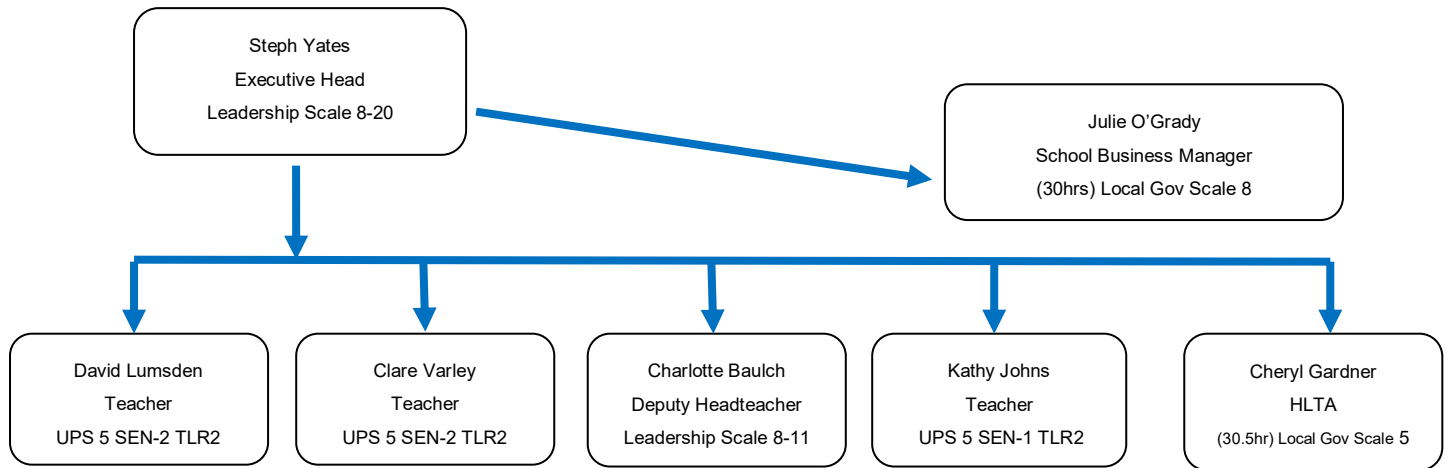 Steph Yates
Executive Head
Leadership Scale 8-20
Julie O’Grady
School Business Manager
(30hrs) Local Gov Scale 8
David Lumsden
Teacher
UPS 5 SEN-2 TLR2
Clare Varley
Teacher
UPS 5 SEN-2 TLR2
Charlotte Baulch
Deputy Headteacher
Leadership Scale 8-11
Kathy Johns
Teacher
UPS 5 SEN-1 TLR2
Cheryl Gardner
HLTA
(30.5hr) Local Gov Scale 5